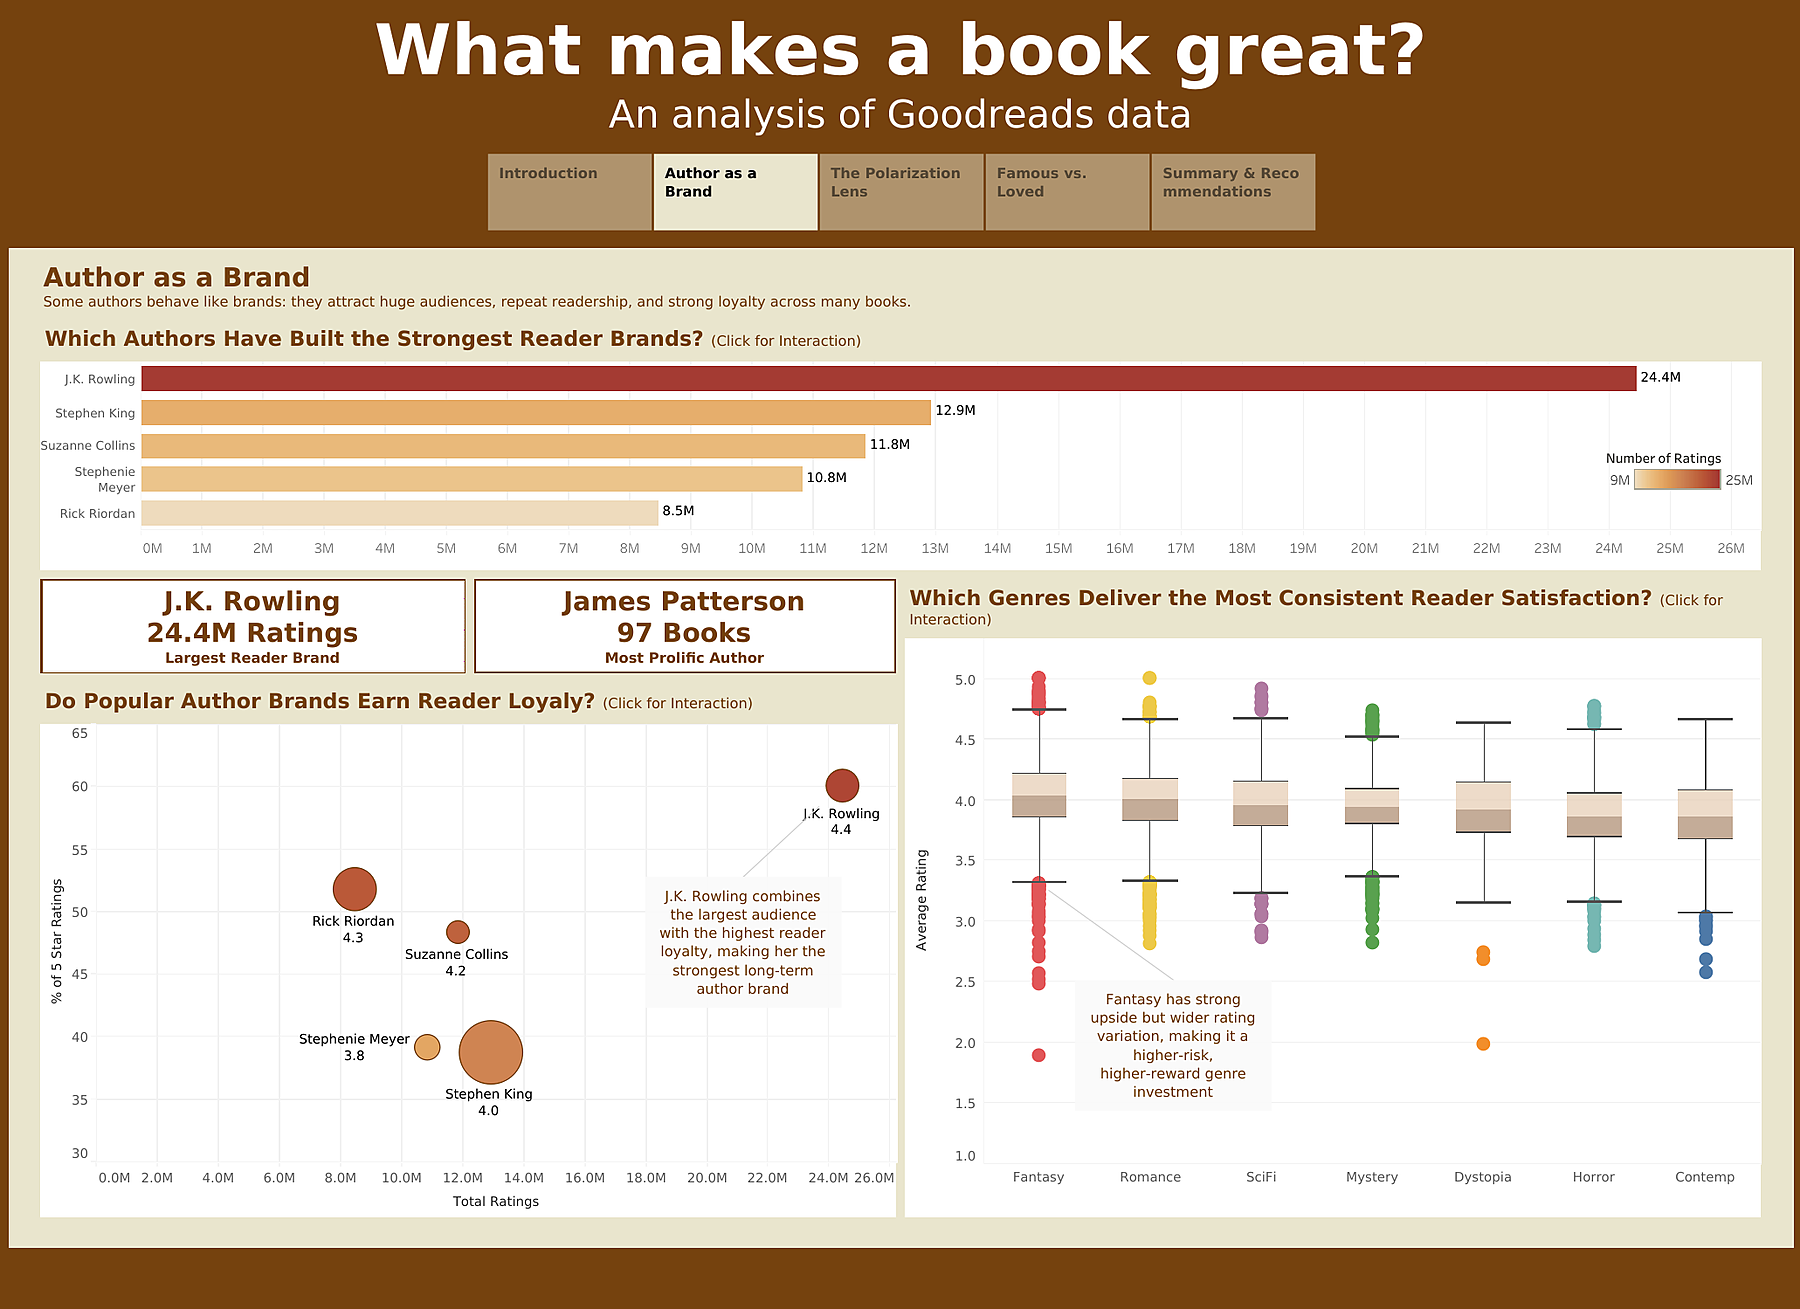 What makes a book great?
An analysis of Goodreads data
Introduction
Author as a
Brand
The Polarization
Lens
Famous vs.
Loved
Summary & Reco
mmendations
Author as a Brand
Some authors behave like brands: they attract huge audiences, repeat readership, and strong loyalty across many books.
Which Authors Have Built the Strongest Reader Brands? (Click for Interaction)
J.K. Rowling
24.4M
Stephen King
12.9M
Suzanne Collins
11.8M
Stephenie
Meyer
10.8M
Rick Riordan
8.5M
Number of Ratings
9M 25M
0M 1M 2M 3M 4M 5M 6M 7M 8M 9M 10M 11M 12M 13M 14M 15M 16M 17M 18M 19M 20M 21M 22M 23M 24M 25M 26M
J.K. Rowling
24.4M Ratings
Largest Reader Brand
James Patterson
97 Books
Most Prolific Author
Do Popular Author Brands Earn Reader Loyaly? (Click for Interaction)
% of 5 Star Ratings
65
60
55
50
45
40
35
30
J.K. Rowling
4.4
Rick Riordan
4.3
Suzanne Collins
4.2
Stephenie Meyer
3.8
Stephen King
4.0
J.K. Rowling combines
the largest audience
with the highest reader
loyalty, making her the
strongest long-term
author brand
0.0M 2.0M 4.0M 6.0M 8.0M 10.0M 12.0M 14.0M 16.0M 18.0M 20.0M 22.0M 24.0M 26.0M
Total Ratings
Which Genres Deliver the Most Consistent Reader Satisfaction? (Click for
Interaction)
Average Rating
5.0
4.5
4.0
3.5
3.0
2.5
2.0
1.5
1.0
Fantasy has strong
upside but wider rating
variation, making it a
higher-risk,
higher-reward genre
investment
Fantasy Romance SciFi Mystery Dystopia Horror Contemp